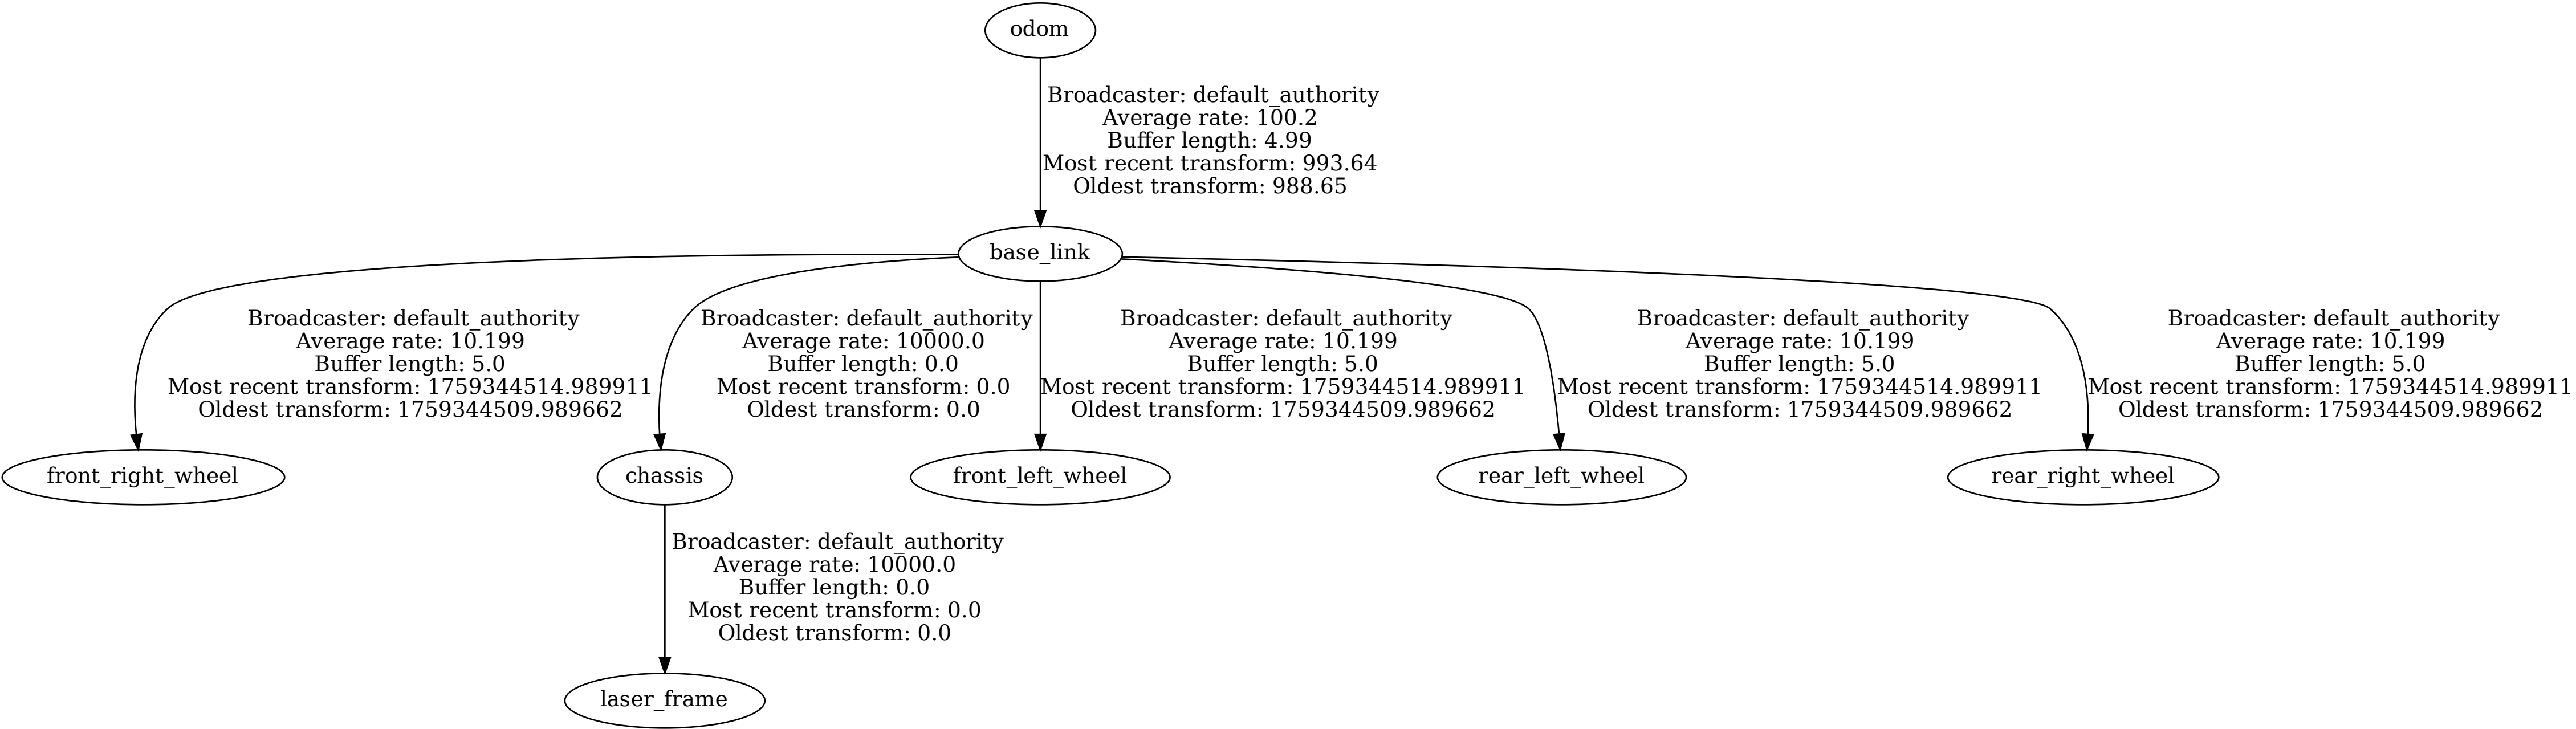 odom
Broadcaster: default_authority
Average rate: 100.2
Buffer length: 4.99
Most recent transform: 993.64
Oldest transform: 988.65
base_link
Broadcaster: default_authority
Average rate: 10.199
Buffer length: 5.0
Most recent transform: 1759344514.989911
Oldest transform: 1759344509.989662
Broadcaster: default_authority
Average rate: 10000.0
Buffer length: 0.0
Most recent transform: 0.0
Oldest transform: 0.0
Broadcaster: default_authority
Average rate: 10.199
Buffer length: 5.0
Most recent transform: 1759344514.989911
Oldest transform: 1759344509.989662
Broadcaster: default_authority
Average rate: 10.199
Buffer length: 5.0
Most recent transform: 1759344514.989911
Oldest transform: 1759344509.989662
Broadcaster: default_authority
Average rate: 10.199
Buffer length: 5.0
Most recent transform: 1759344514.989911
Oldest transform: 1759344509.989662
front_right_wheel
chassis
front_left_wheel
rear_left_wheel
rear_right_wheel
Broadcaster: default_authority
Average rate: 10000.0
Buffer length: 0.0
Most recent transform: 0.0
Oldest transform: 0.0
laser_frame